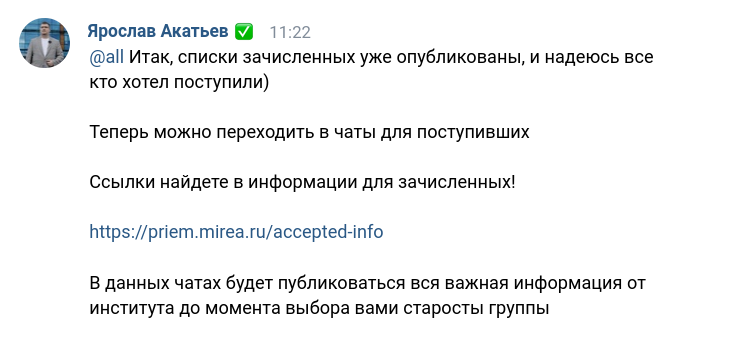 Ярослав Акатьев ✅ 11:22
@all Итак, списки зачисленных уже опубликованы, и надеюсь все
кто хотел поступили)
Теперь можно переходить в чаты для поступивших
Ссылки найдете в информации для зачисленных!
https://priem.mirea.ru/accepted-info
В данных чатах будет публиковаться вся важная информация от
института до момента выбора вами старосты группы